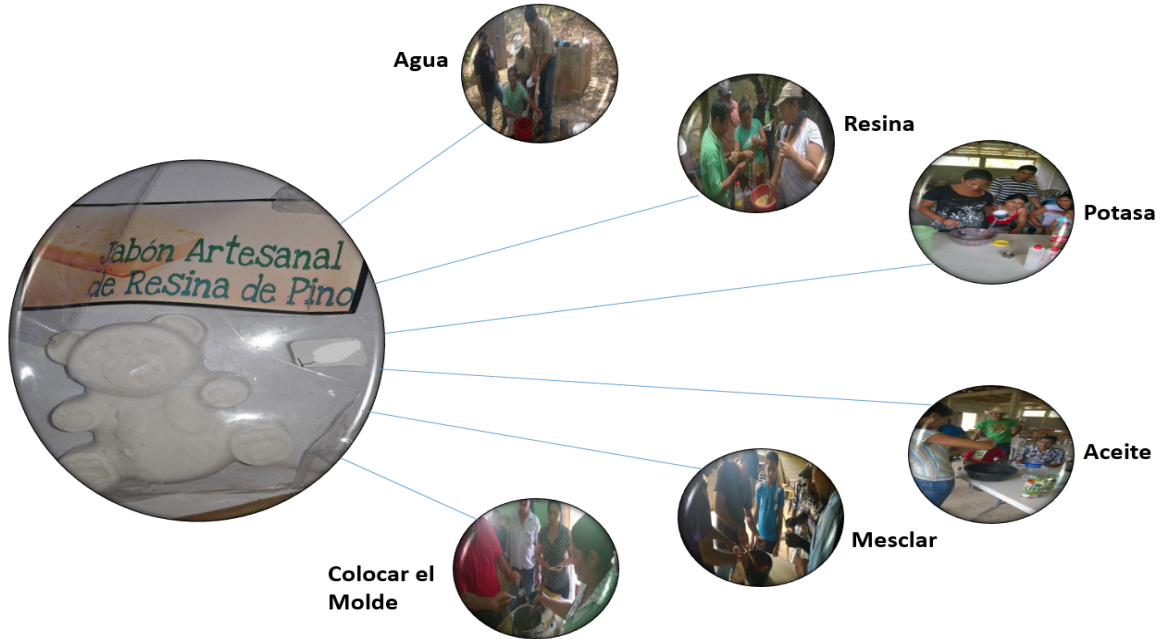 Agua
Resina
Potasa
Jabón Artesanal
de Resina de Pino
Aceite
Mesclar
Colocar el
Molde